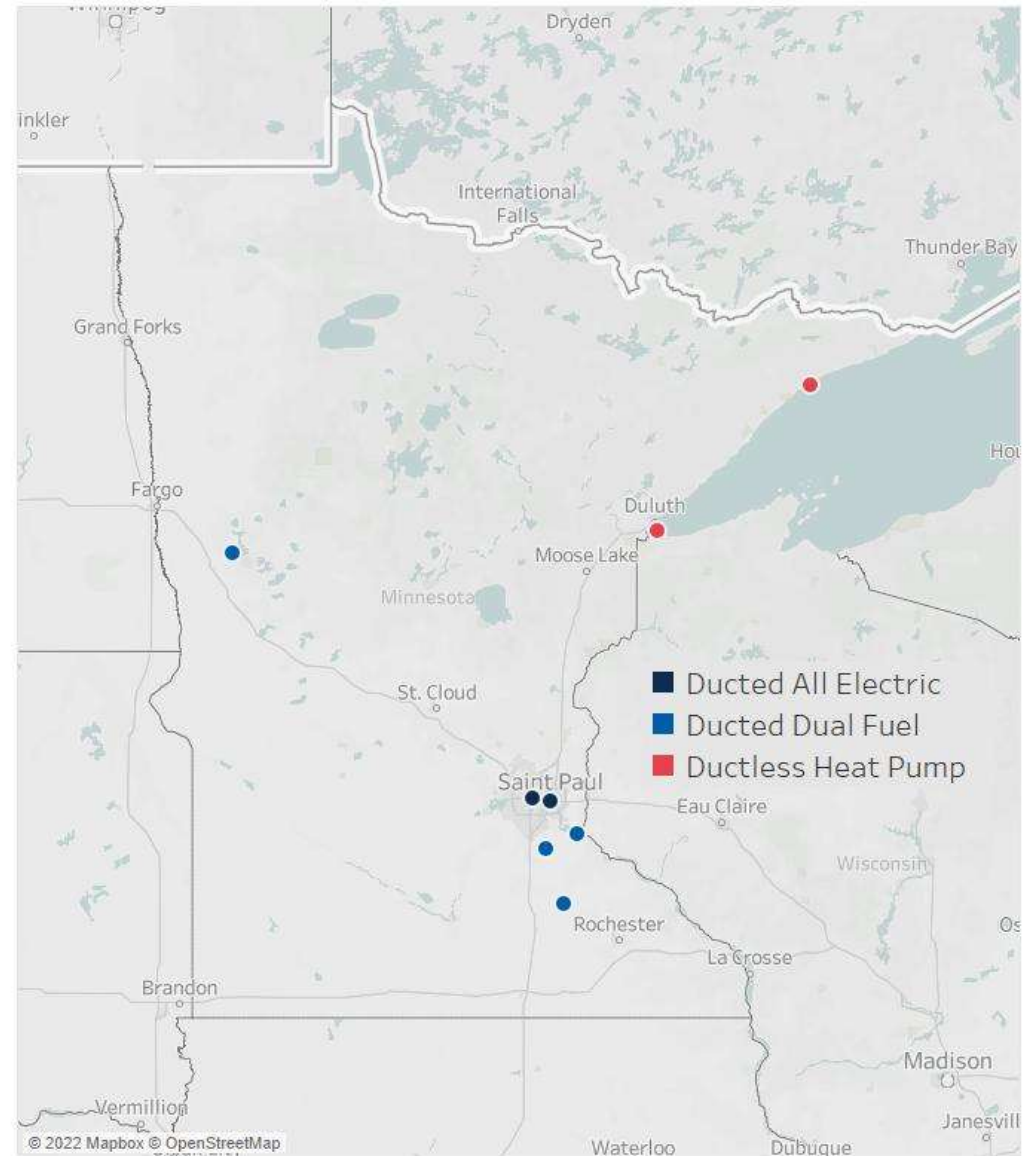 Winnipeg
Dryden
inkler
International
Falls
Thunder Bay
Grand Forks
Hou
Fargo
Duluth
Moose Lake
Minnesota
Ducted All Electric
St. Cloud
Ducted Dual Fuel
Ductless Heat Pump
Saint Paul
Eau Claire
Wisconsin
Rochester
Os
La Crosse
Brandon
Madison
Vermillion
Janesvill
© 2022 Mapbox © OpenStreetMap
Waterloo
Dubuque